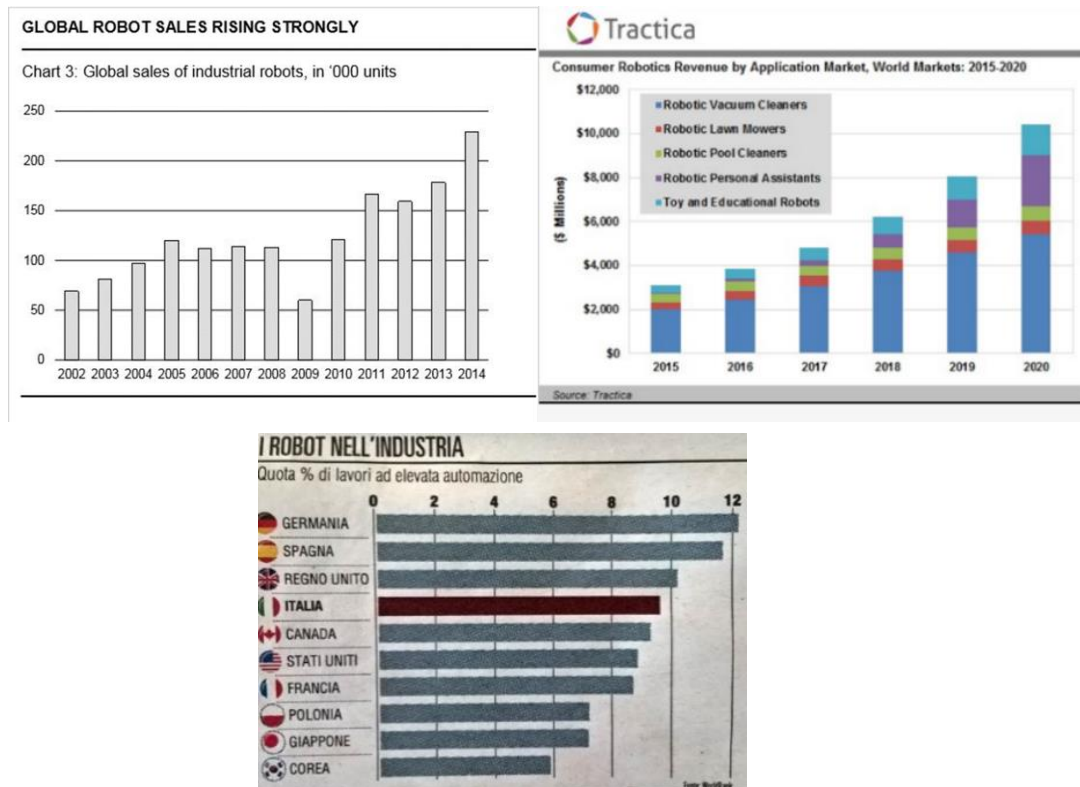 GLOBAL ROBOT SALES RISING STRONGLY
Chart 3: Global sales of industrial robots, in '000 units
250
200
150
100
50
0
2002 2003 2004 2005 2006 2007 2008 2009 2010 2011 2012 2013 2014
Tractica
Consumer Robotics Revenue by Application Market, World Markets: 2015-2020
$12,000
$10,000
$8,000
$6,000
$4,000
$2,000
$0
($ Millions)
Robotic Vacuum Cleaners
Robotic Lawn Mowers
Robotic Pool Cleaners
Robotic Personal Assistants
Toy and Educational Robots
2015 2016 2017 2018 2019 2020
Source: Tractica
I ROBOT NELL'INDUSTRIA
Quota % di lavori ad elevata automazione
0 2 4 6 8 10 12
GERMANIA
SPAGNA
REGNO UNITO
ITALIA
CANADA
STATI UNITI
FRANCIA
POLONIA
GIAPPONE
COREA